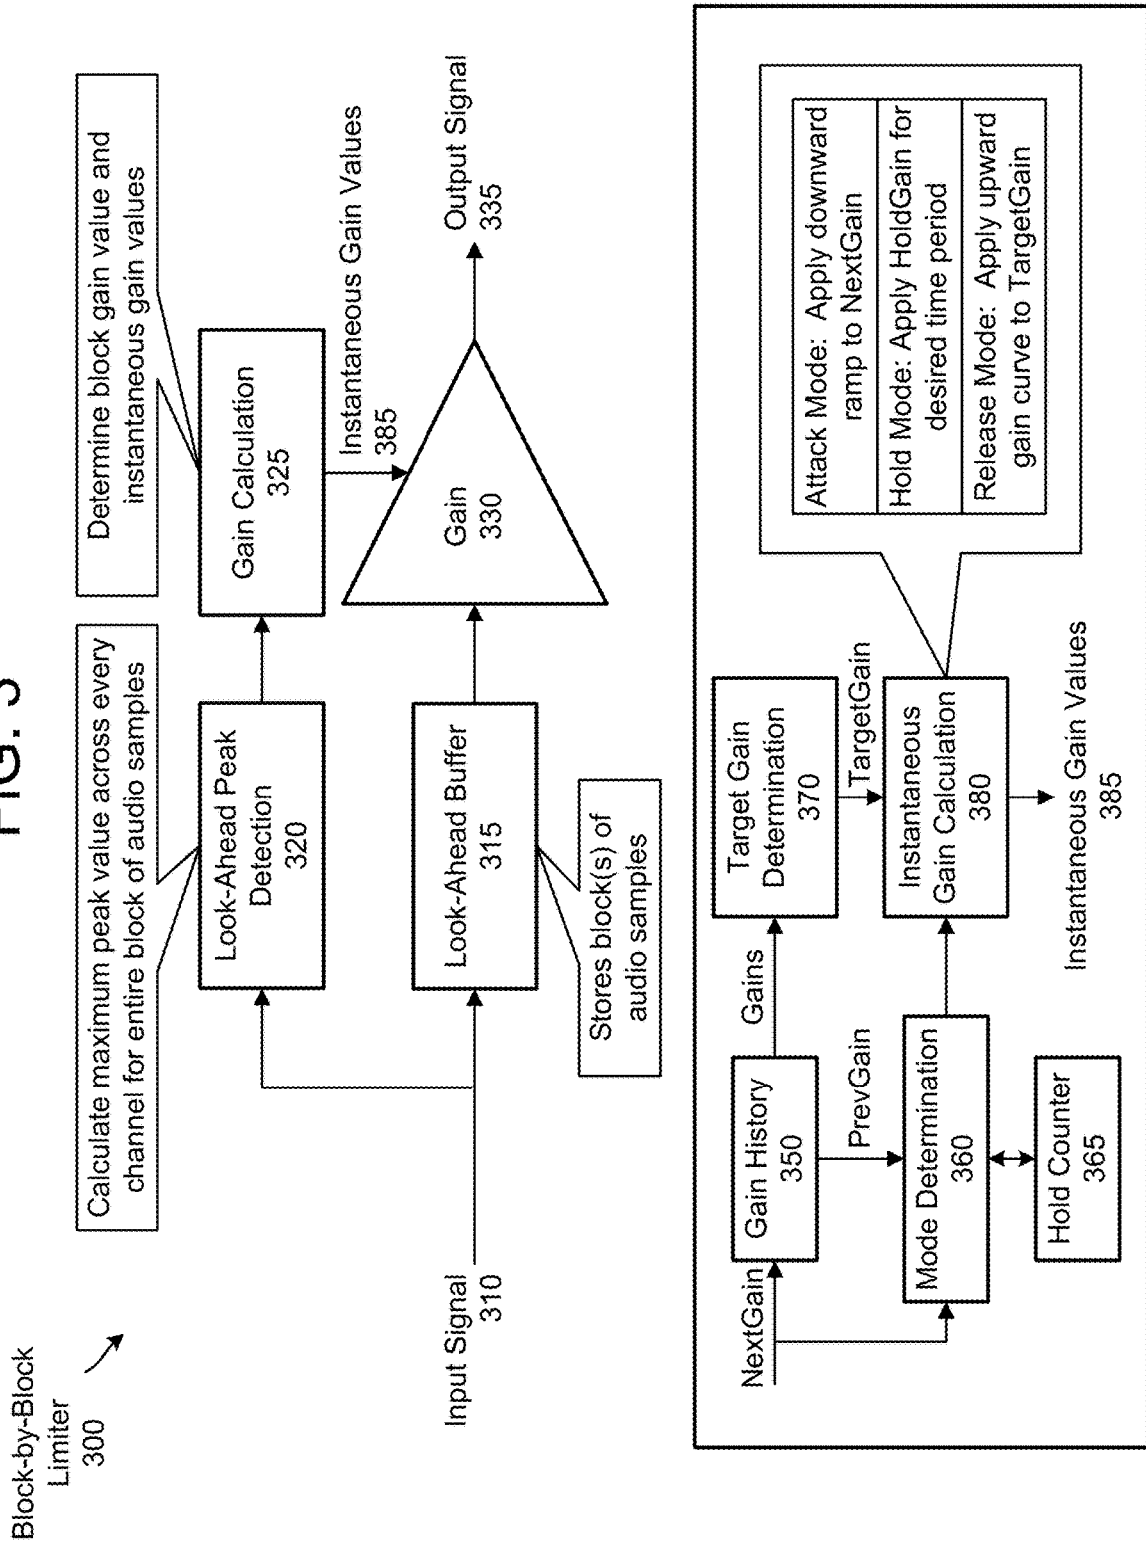 FIG. 3
Block-by-Block
Limiter
300
Calculate maximum peak value across every
channel for entire block of audio samples
Determine block gain value and
instantaneous gain values
Look-Ahead Peak
Detection
320
Gain Calculation
325
Instantaneous Gain Values
385
Input Signal
310
Look-Ahead Buffer
315
Gain
330
Output Signal
335
Stores block(s) of
audio samples
NextGain
Gain History
350
Gains
Target Gain
Determination
370
PrevGain
TargetGain
Mode Determination
360
Instantaneous
Gain Calculation
380
Hold Counter
365
Instantaneous Gain Values
385
Attack Mode: Apply downward
ramp to NextGain
Hold Mode: Apply HoldGain for
desired time period
Release Mode: Apply upward
gain curve to TargetGain